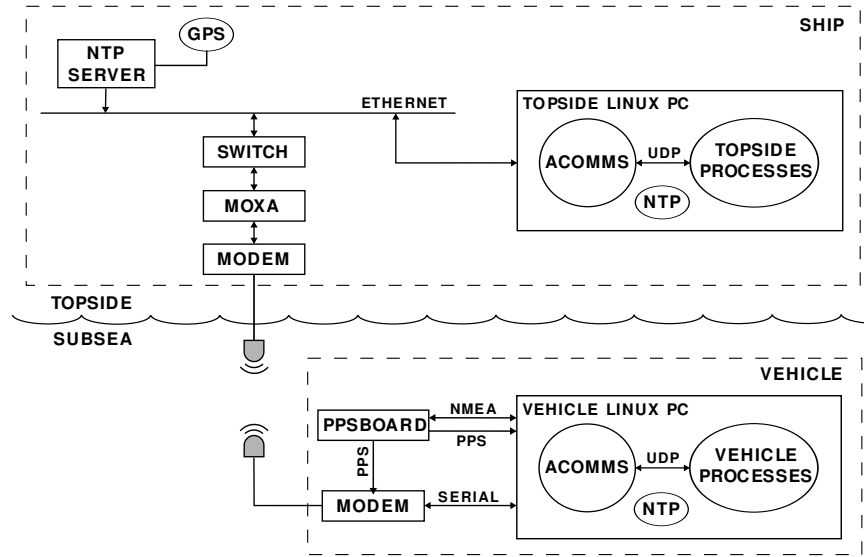 SHIP
GPS
NTP
SERVER
ETHERNET
TOPSIDE LINUX PC
SWITCH
ACOMMS
UDP
TOPSIDE
PROCESSES
NTP
MOXA
MODEM
TOPSIDE
SUBSEA
VEHICLE
NMEA
VEHICLE LINUX PC
PPSBOARD
PPS
PPS
ACOMMS
UDP
VEHICLE
PROCESSES
MODEM
SERIAL
NTP